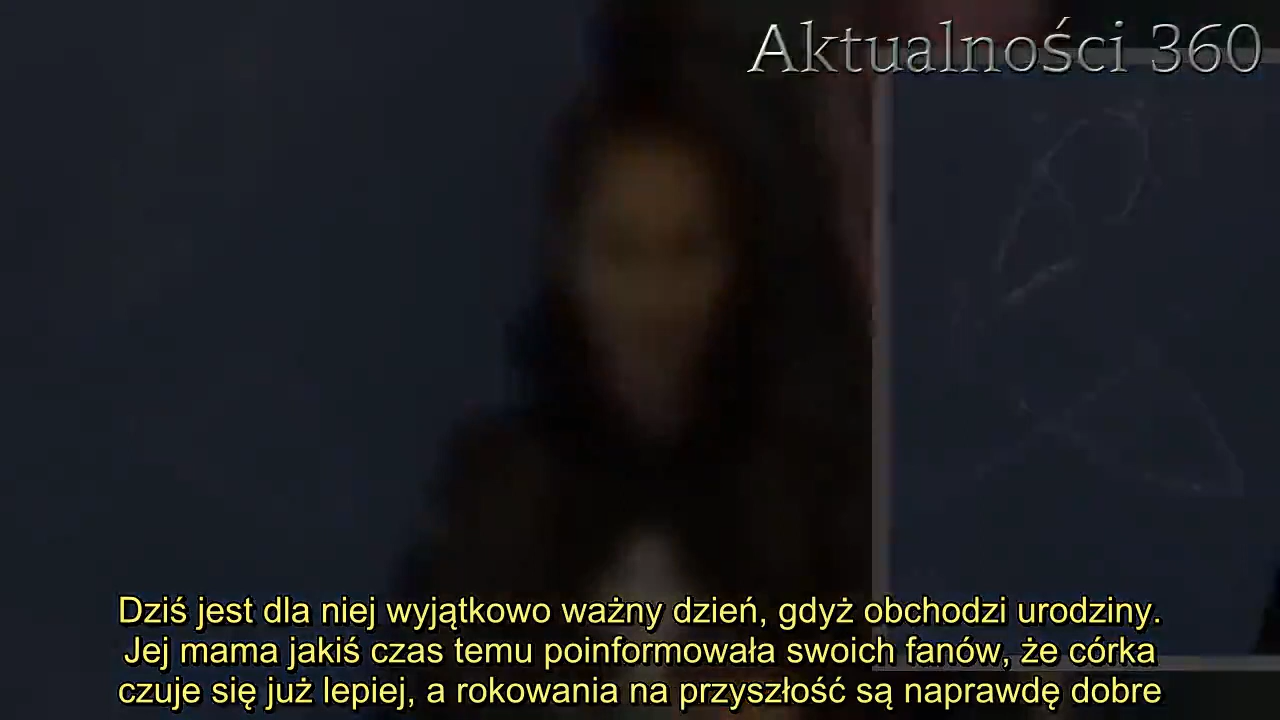 Aktualności 360
Dziś jest dla niej wyjątkowo ważny dzień, gdyż obchodzi urodziny.
Jej mama jakiś czas temu poinformowała swoich fanów, że córka
czuje się już lepiej, a rokowania na przyszłość są naprawdę dobre